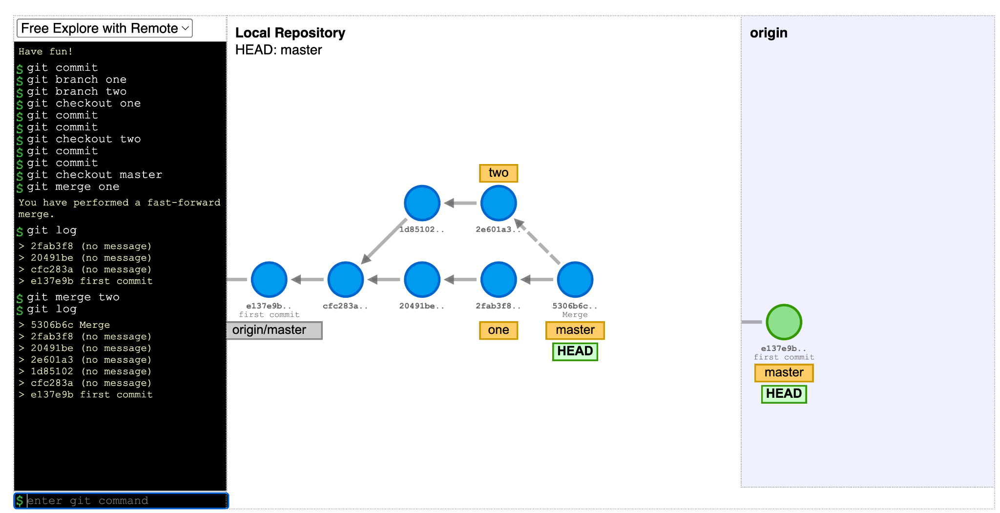 Free Explore with Remote
Have fun!
$ git commit
$ git branch one
$ git branch two
$ git checkout one
$ git commit
$ git commit
$ git checkout two
$ git commit
$ git commit
$ git checkout master
$ git merge one
You have performed a fast-forward
merge.
$ git log
> 2fab3f8 (no message)
> 20491be (no message)
> cfc283a (no message)
> e137e9b first commit
$ git merge two
$ git log
> 5306b6c Merge
> 2fab3f8 (no message)
> 20491be (no message)
> 2e601a3 (no message)
> 1d85102 (no message)
> cfc283a (no message)
> e137e9b first commit
$ enter git command
Local Repository
HEAD: master
two
1d85102..
2e601a3..
e137e9b..
first commit
origin/master
cfc283a..
20491be..
2fab3f8..
one
5306b6c..
Merge
master
HEAD
origin
e137e9b..
first commit
master
HEAD